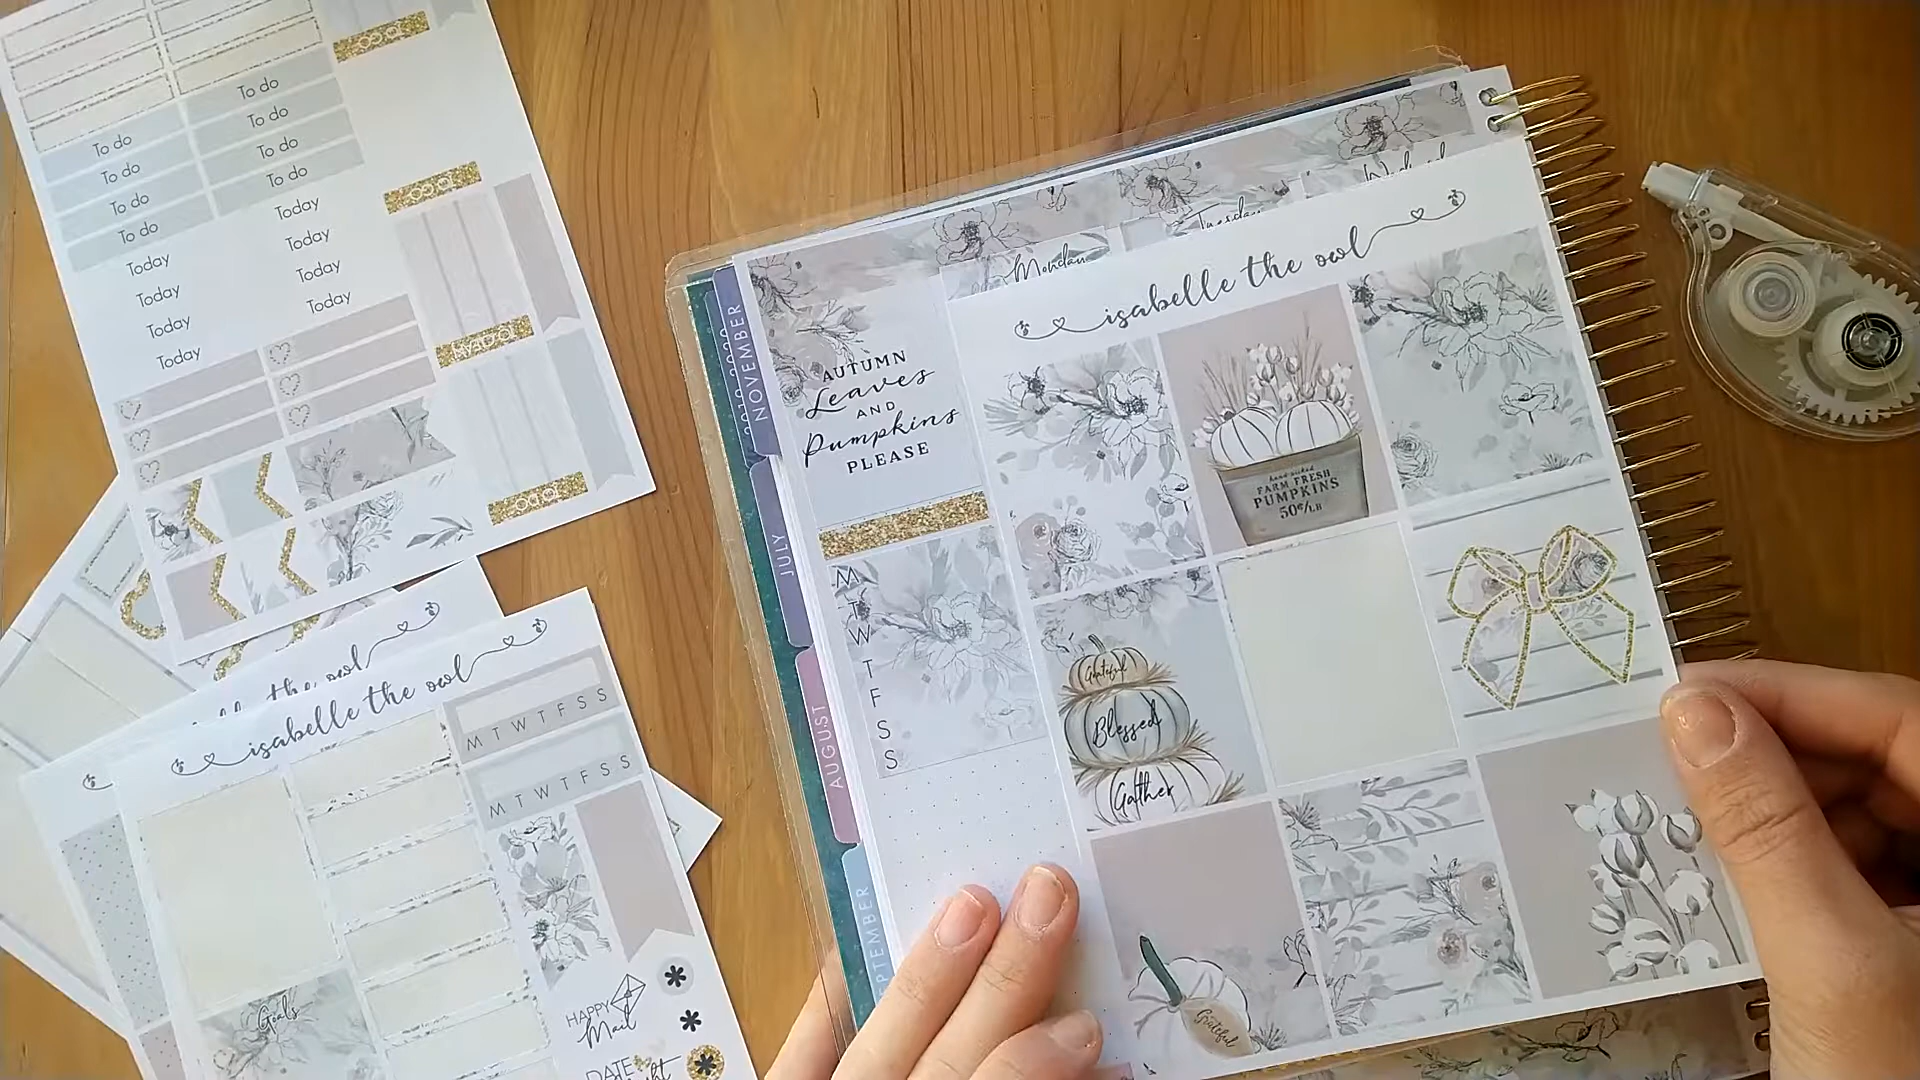 To do
To do
To do
To do
To do
To do
To do
To do
Today
Today
Today
Today
Today
Today
Today
Today
the owl
isabelle the owl
M T W T F S S
M T W T F S S
Goals
HAPPY
Mail
DATE
NOVEMBER
JULY
AUGUST
PTEMBER
AUTUMN
Leaves
AND
Pumpkins
PLEASE
M
T
W
T
F
S
S
Monday
Tuesday
isabelle the owl
FARM FRESH
PUMPKINS
50¢/LB
Grateful
Blessed
Gather
Grateful